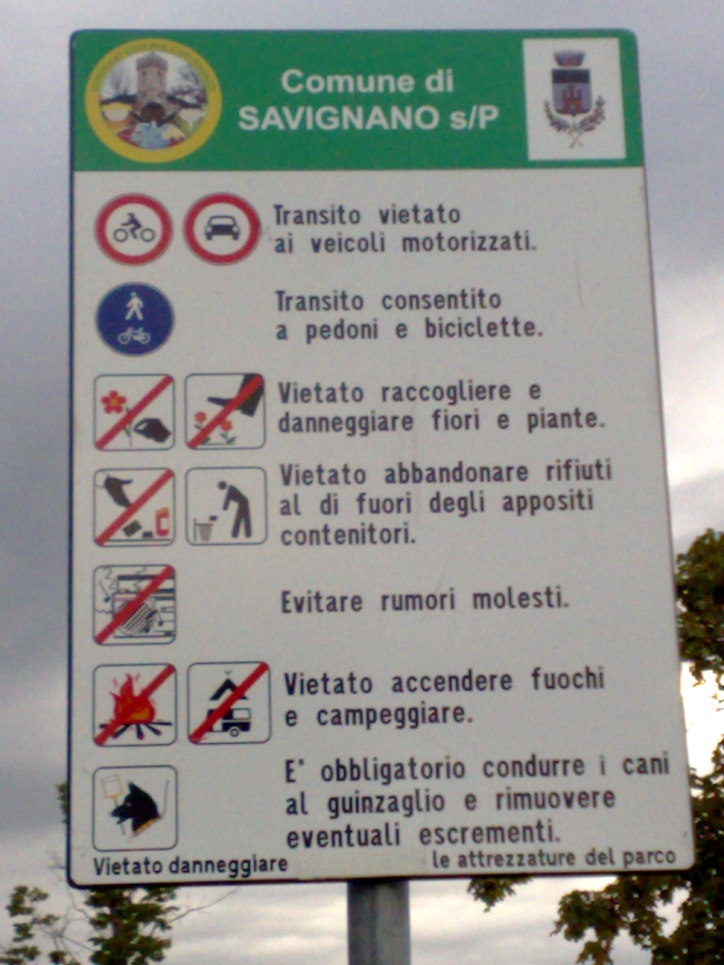 Comune di
SAVIGNANO s/P
Transito vietato
ai veicoli motorizzati.
Transito consentito
a pedoni e biciclette.
Vietato raccogliere e
danneggiare fiori e piante.
Vietato abbandonare rifiuti
al di fuori degli appositi
contenitori.
Evitare rumori molesti.
Vietato accendere fuochi
e campeggiare.
E' obbligatorio condurre i cani
al guinzaglio e rimuovere
eventuali escrementi.
Vietato danneggiare le attrezzature del parco